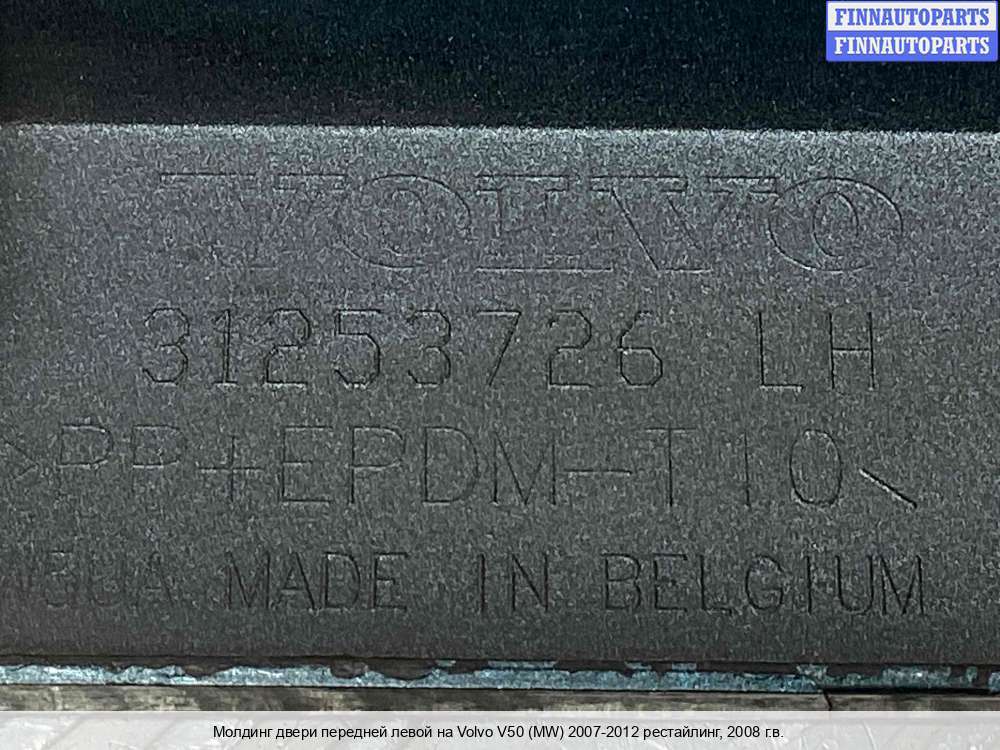 FINNAUTOPARTS
FINNAUTOPARTS
VOLVO
31253726 LH
>PP+EPDM-T10<
MADE IN BELGIUM
Молдинг двери передней левой на Volvo V50 (MW) 2007-2012 рестайлинг, 2008 г.в.